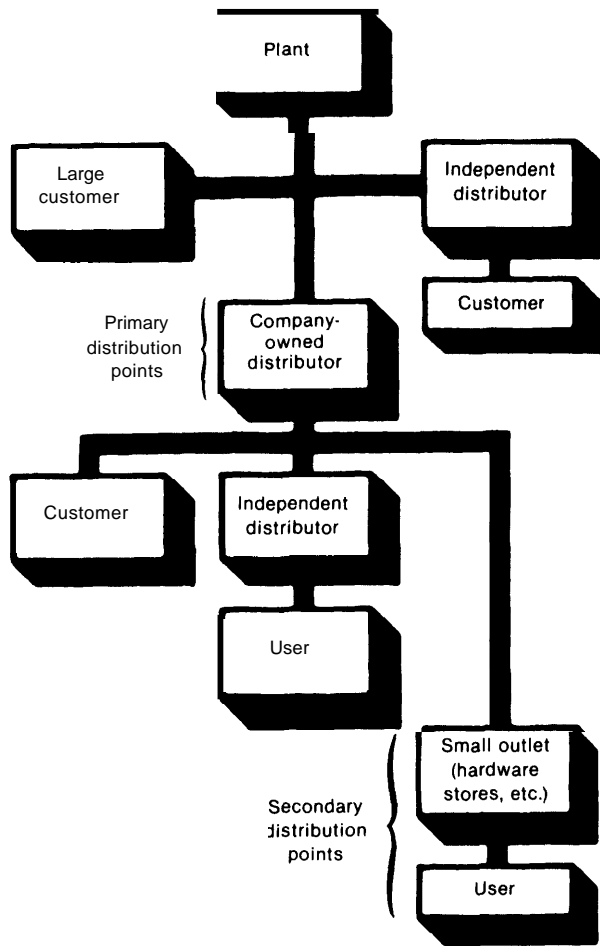 Plant
Large
customer
Independent
distributor
Customer
Primary
distribution
points
Company-
owned
distributor
Customer
Independent
distributor
User
Small outlet
(hardware
stores, etc.)
Secondary
distribution
points
User